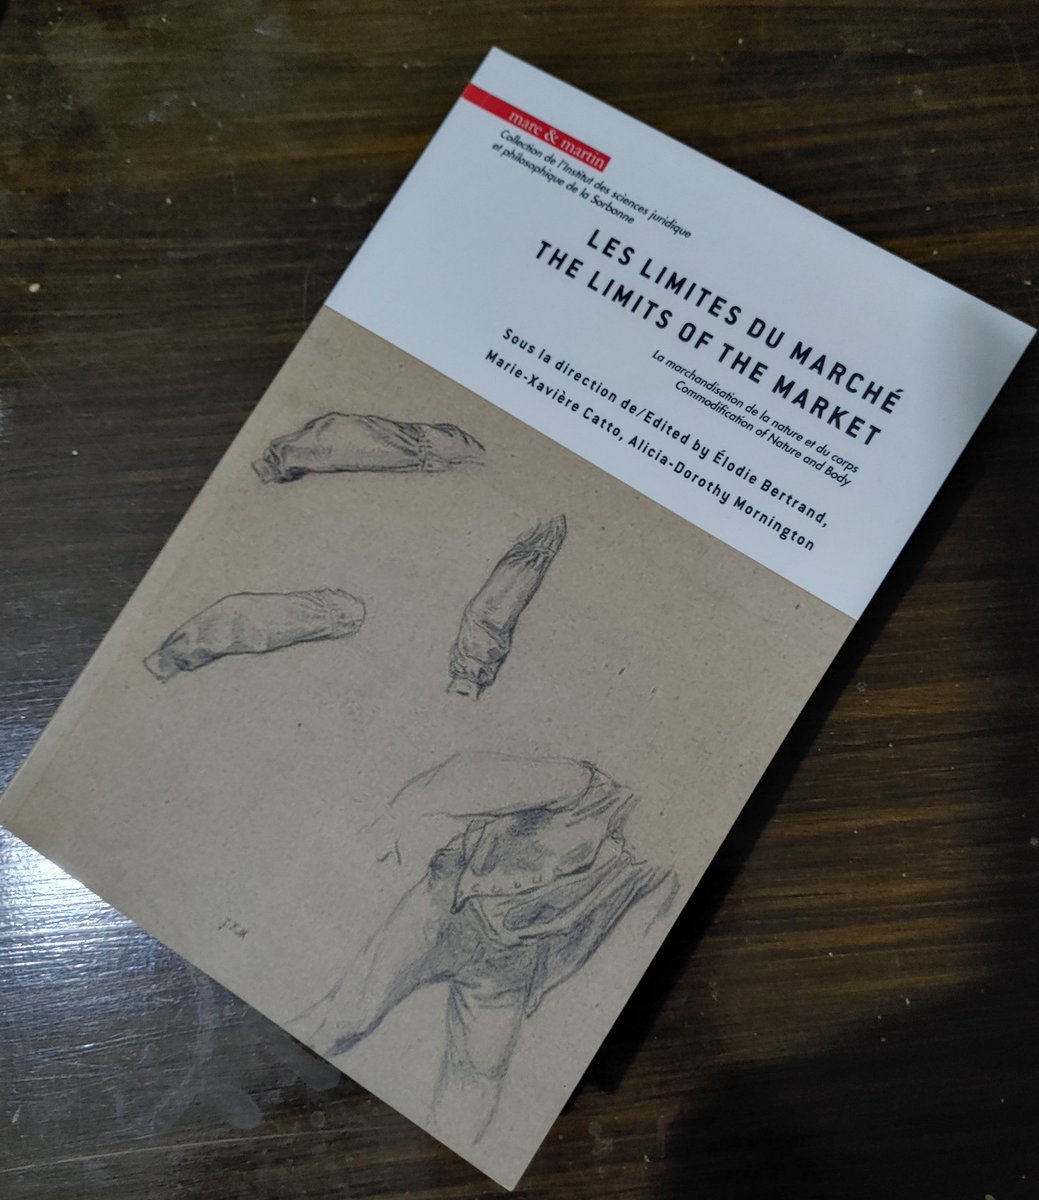 marc & martin
Collection de l'Institut des sciences juridique
et philosophique de la Sorbonne
LES LIMITES DU MARCHÉ
THE LIMITS OF THE MARKET
La marchandisation de la nature et du corps
Commodification of Nature and Body
Sous la direction de/Edited by Élodie Bertrand,
Marie-Xavière Catto, Alicia-Dorothy Mornington